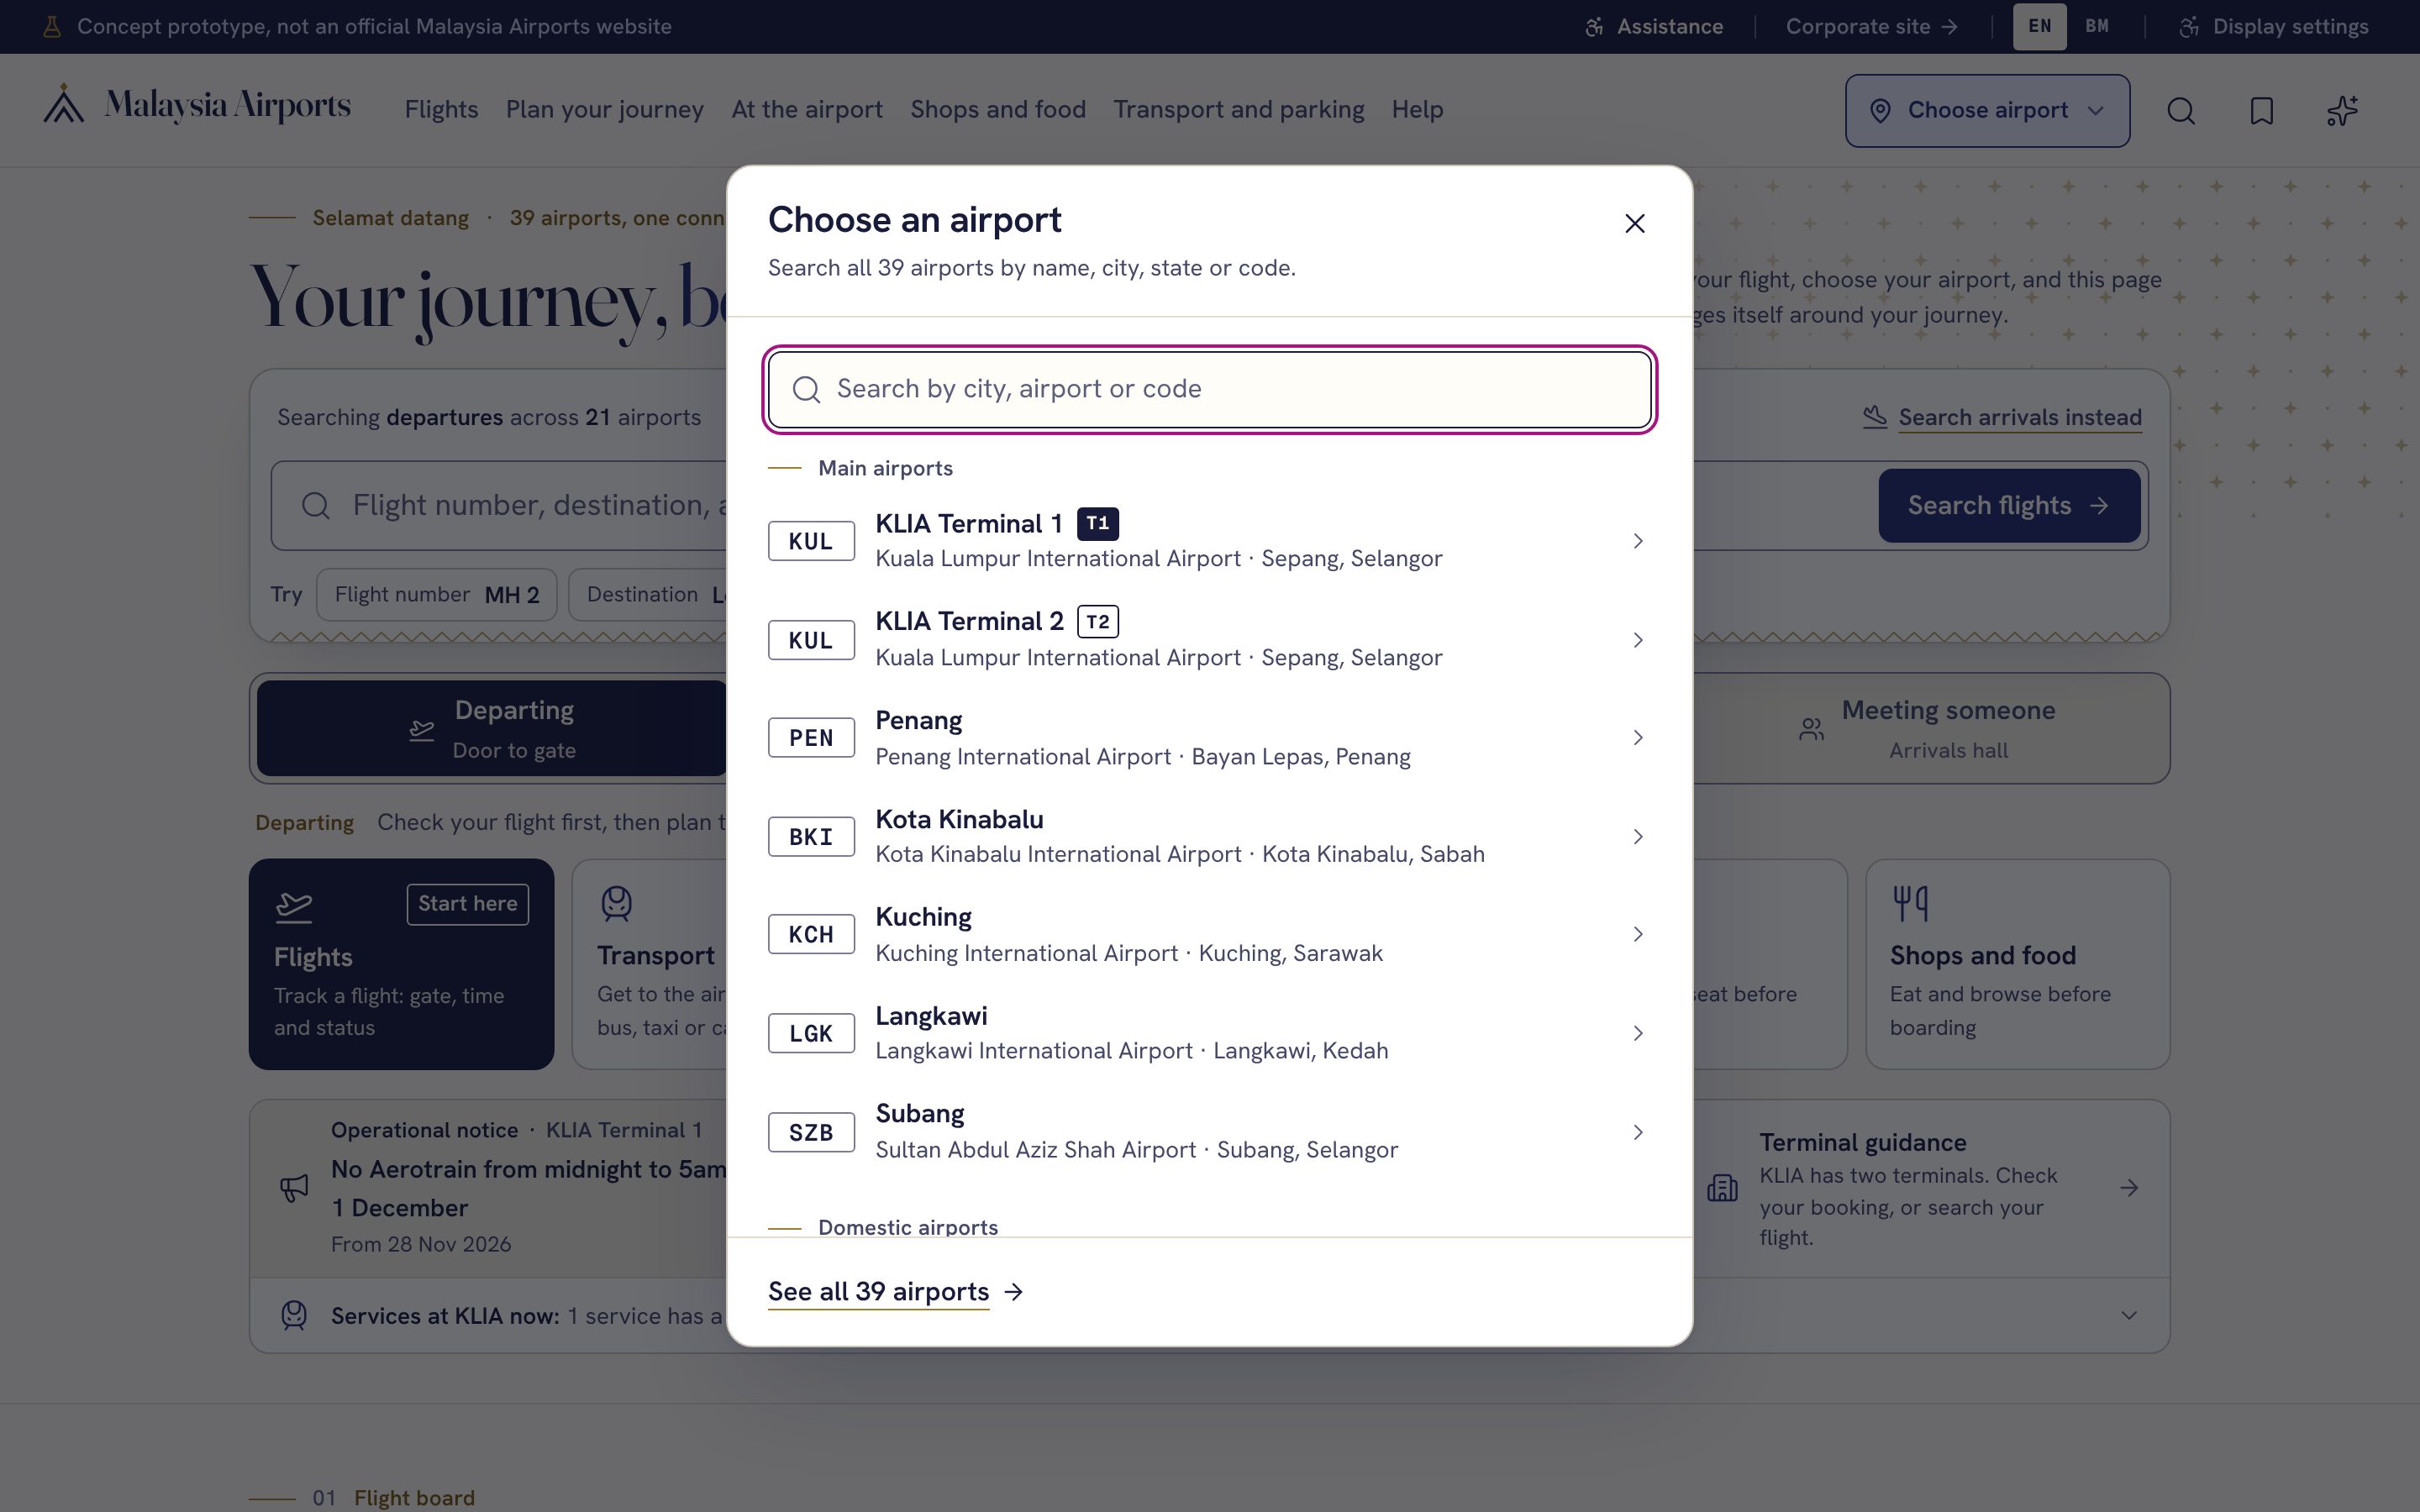 Concept prototype, not an official Malaysia Airports website
Assistance
Corporate site
EN
BM
Display settings
Malaysia Airports
Flights
Plan your journey
At the airport
Shops and food
Transport and parking
Help
Choose airport
Selamat datang · 39 airports, one
Your journey,
your flight, choose your airport, and this page
itself around your journey.
Searching departures across 21 airports
Search arrivals instead
Flight number, destination,
Search flights
Try
Flight number MH 2
Destination
Departing
Door to gate
Meeting someone
Arrivals hall
Departing
Check your flight first, then plan
Flights
Start here
Track a flight: gate, time
and status
Transport
Get to the
bus, taxi or
seat before
Shops and food
Eat and browse before
boarding
Operational notice · KLIA Terminal 1
No Aerotrain from midnight to 5am
1 December
From 28 Nov 2026
Terminal guidance
KLIA has two terminals. Check
your booking, or search your
flight.
Services at KLIA now: 1 service has a
01 Flight board
Choose an airport
Search all 39 airports by name, city, state or code.
Search by city, airport or code
Main airports
KUL
KLIA Terminal 1 T1
Kuala Lumpur International Airport · Sepang, Selangor
KUL
KLIA Terminal 2 T2
Kuala Lumpur International Airport · Sepang, Selangor
PEN
Penang
Penang International Airport · Bayan Lepas, Penang
BKI
Kota Kinabalu
Kota Kinabalu International Airport · Kota Kinabalu, Sabah
KCH
Kuching
Kuching International Airport · Kuching, Sarawak
LGK
Langkawi
Langkawi International Airport · Langkawi, Kedah
SZB
Subang
Sultan Abdul Aziz Shah Airport · Subang, Selangor
Domestic airports
See all 39 airports